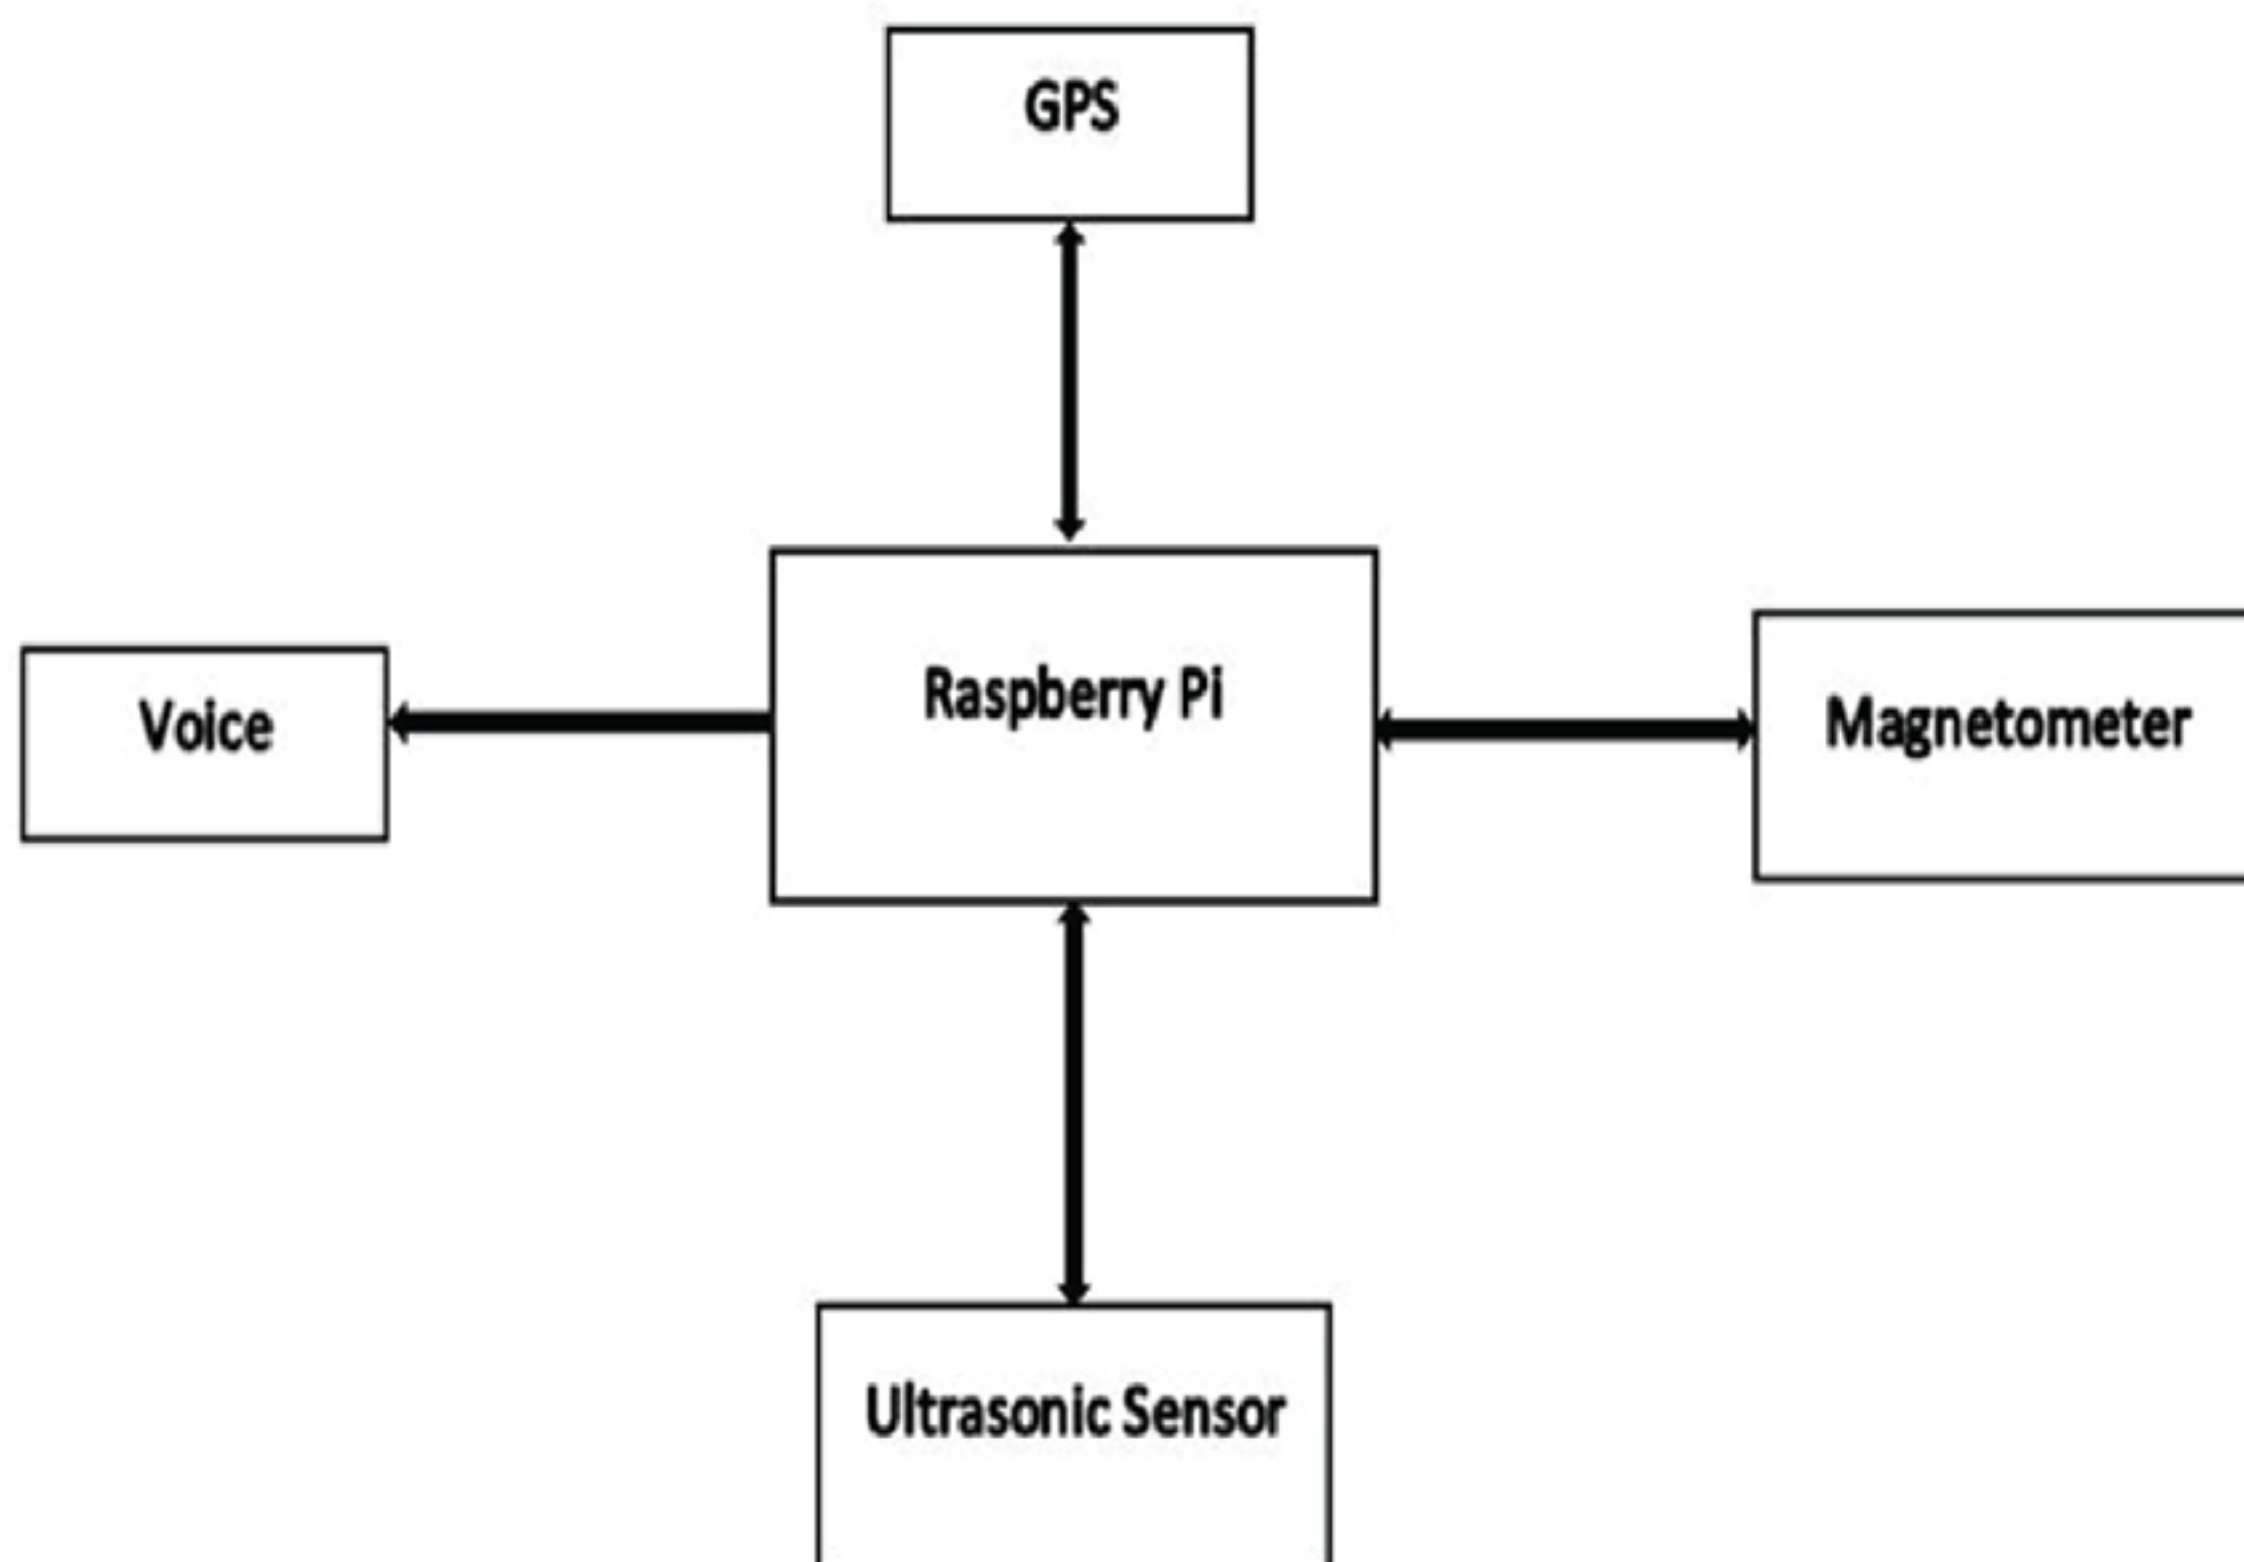 GPS
Voice
Raspberry Pi
Magnetometer
Ultrasonic Sensor